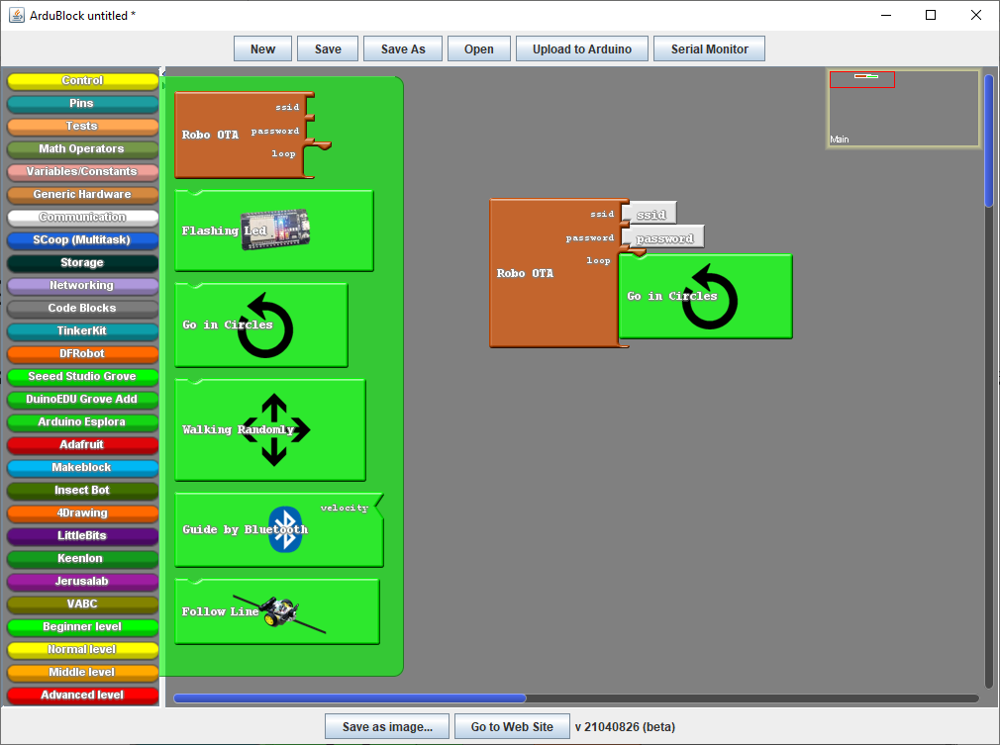 ArduBlock untitled *
New Save Save As Open Upload to Arduino Serial Monitor
Control
Pins
Tests
Math Operators
Variables/Constants
Generic Hardware
Communication
SCoop (Multitask)
Storage
Networking
Code Blocks
TinkerKit
DFRobot
Seeed Studio Grove
DuinoEDU Grove Add
Arduino Esplora
Adafruit
Makeblock
Insect Bot
4Drawing
LittleBits
Keenlon
Jerusalab
VABC
Beginner level
Normal level
Middle level
Advanced level
ssid
Robo OTA password
loop
Flashing Led
Go in Circles
Walking Randomly
velocity
Guide by Bluetooth
Follow Line
ssid ssid
password password
loop
Robo OTA
Go in Circles
Main
Save as image... Go to Web Site v 21040826 (beta)